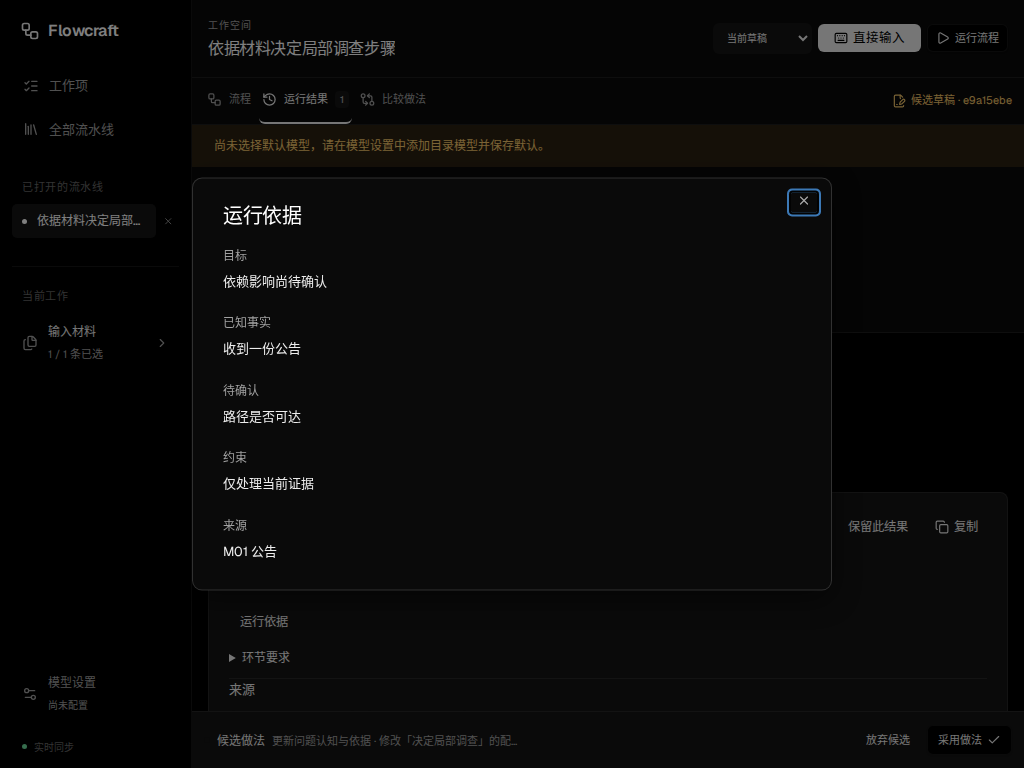 Flowcraft
工作项
全部流水线
已打开的流水线
依据材料决定局部...
当前工作
输入材料
1 / 1 条已选
模型设置
尚未配置
实时同步
工作空间
依据材料决定局部调查步骤
当前草稿
直接输入
运行流程
流程
运行结果 1
比较做法
候选草稿 · e9a15ebe
尚未选择默认模型，请在模型设置中添加目录模型并保存默认。
运行依据
目标
依赖影响尚待确认
已知事实
收到一份公告
待确认
路径是否可达
约束
仅处理当前证据
来源
M01 公告
保留此结果
复制
运行依据
环节要求
来源
候选做法 更新问题认知与依据 · 修改「决定局部调查」的配...
放弃候选
采用做法